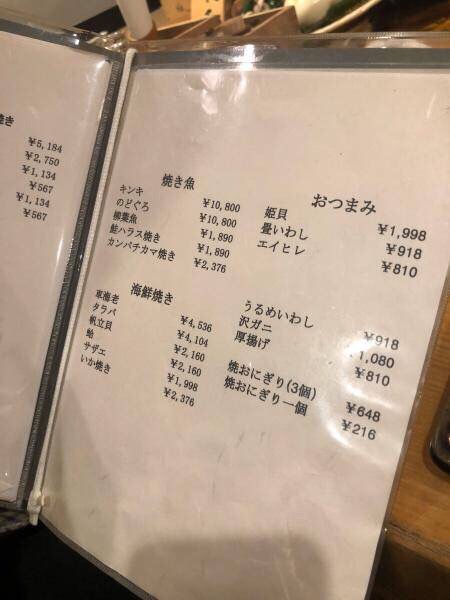 き
¥5,184
¥2,750
¥1,134
¥567
¥1,134
¥567
焼き魚
キンキ ¥10,800
のどぐろ ¥10,800
柳葉魚 ¥1,890
鮭ハラス焼き ¥1,890
カンパチカマ焼き ¥2,376
海鮮焼き
車海老 ¥4,536
タラバ ¥4,104
帆立貝 ¥2,160
蛤 ¥2,160
サザエ ¥1,998
いか焼き ¥2,376
おつまみ
姫貝 ¥1,998
畳いわし ¥918
エイヒレ ¥810
うるめいわし ¥918
沢ガニ ¥1,080
厚揚げ ¥810
焼おにぎり(3個) ¥648
焼おにぎり一個 ¥216